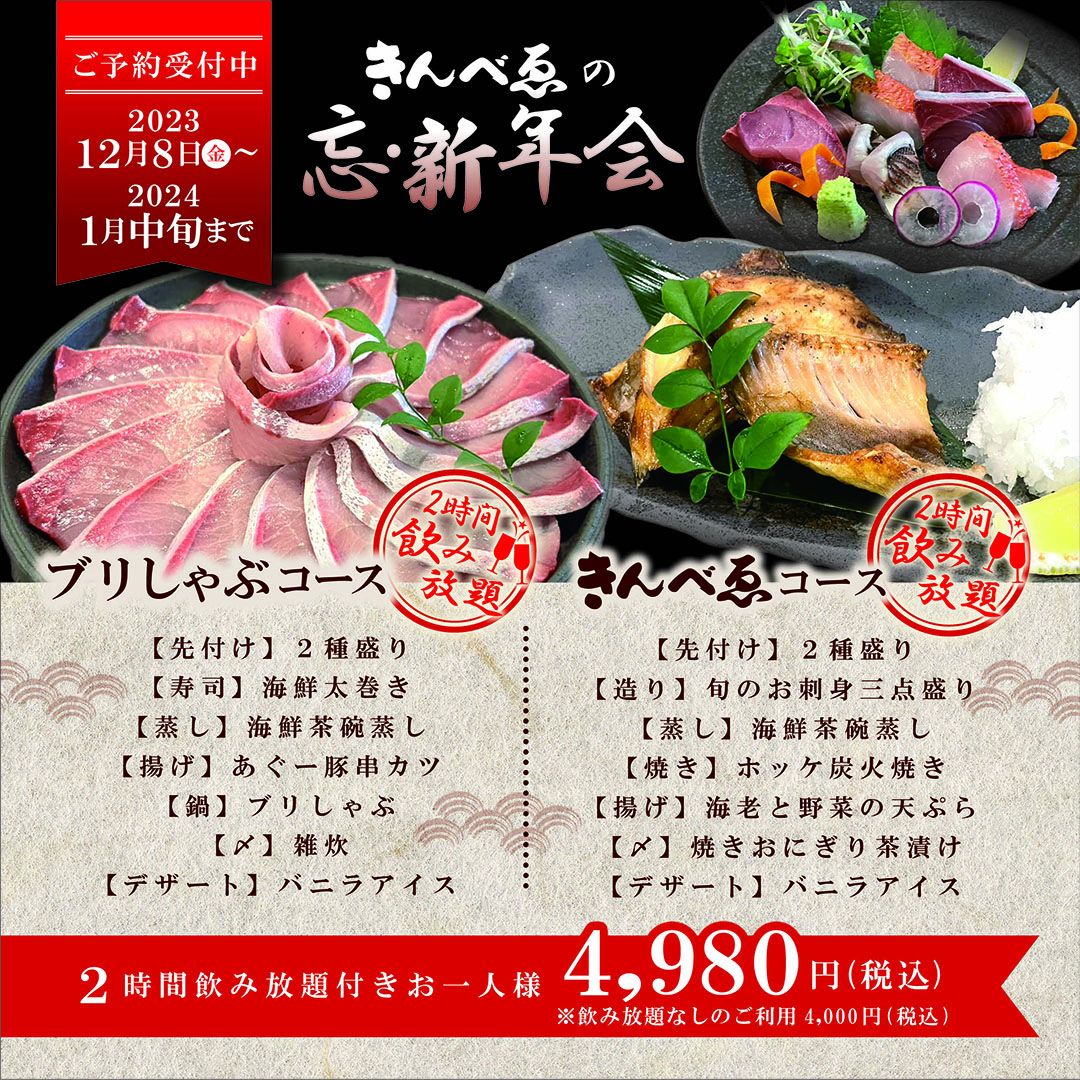 ご予約受付中
2023
12月8日金～
2024
1月中旬まで
きんべゑの
忘・新年会
2時間
飲み
放題
ブリしゃぶコース
【先付け】２種盛り
【寿司】海鮮太巻き
【蒸し】海鮮茶碗蒸し
【揚げ】あぐー豚串カツ
【鍋】ブリしゃぶ
【〆】雑炊
【デザート】バニラアイス
2時間
飲み
放題
きんべゑコース
【先付け】２種盛り
【造り】旬のお刺身三点盛り
【蒸し】海鮮茶碗蒸し
【焼き】ホッケ炭火焼き
【揚げ】海老と野菜の天ぷら
【〆】焼きおにぎり茶漬け
【デザート】バニラアイス
2時間飲み放題付きお一人様 4,980円(税込)
※飲み放題なしのご利用 4,000円(税込)